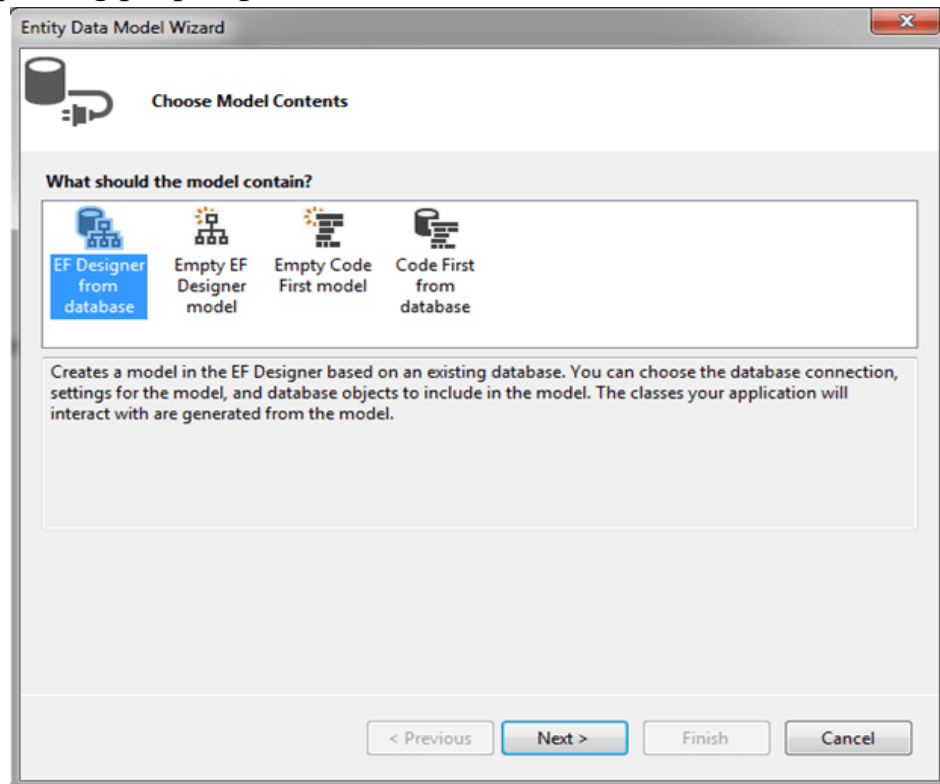 Entity Data Model Wizard
Choose Model Contents
What should the model contain?
EF Designer from database
Empty EF Designer model
Empty Code First model
Code First from database
Creates a model in the EF Designer based on an existing database. You can choose the database connection,
settings for the model, and database objects to include in the model. The classes your application will
interact with are generated from the model.
< Previous
Next >
Finish
Cancel